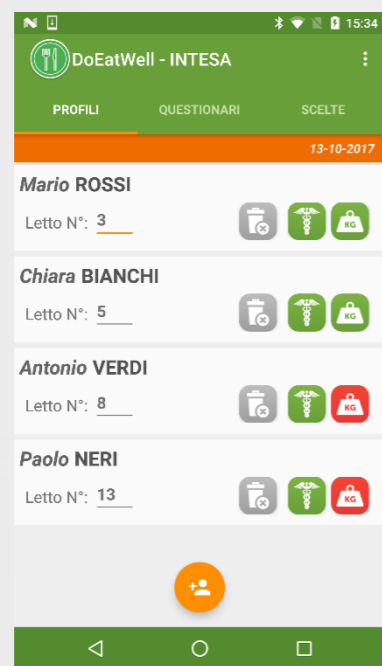 15:34
DoEatWell - INTESA
PROFILI QUESTIONARI SCELTE
13-10-2017
Mario ROSSI
Letto N°: 3
KG
Chiara BIANCHI
Letto N°: 5
KG
Antonio VERDI
Letto N°: 8
KG
Paolo NERI
Letto N°: 13
KG